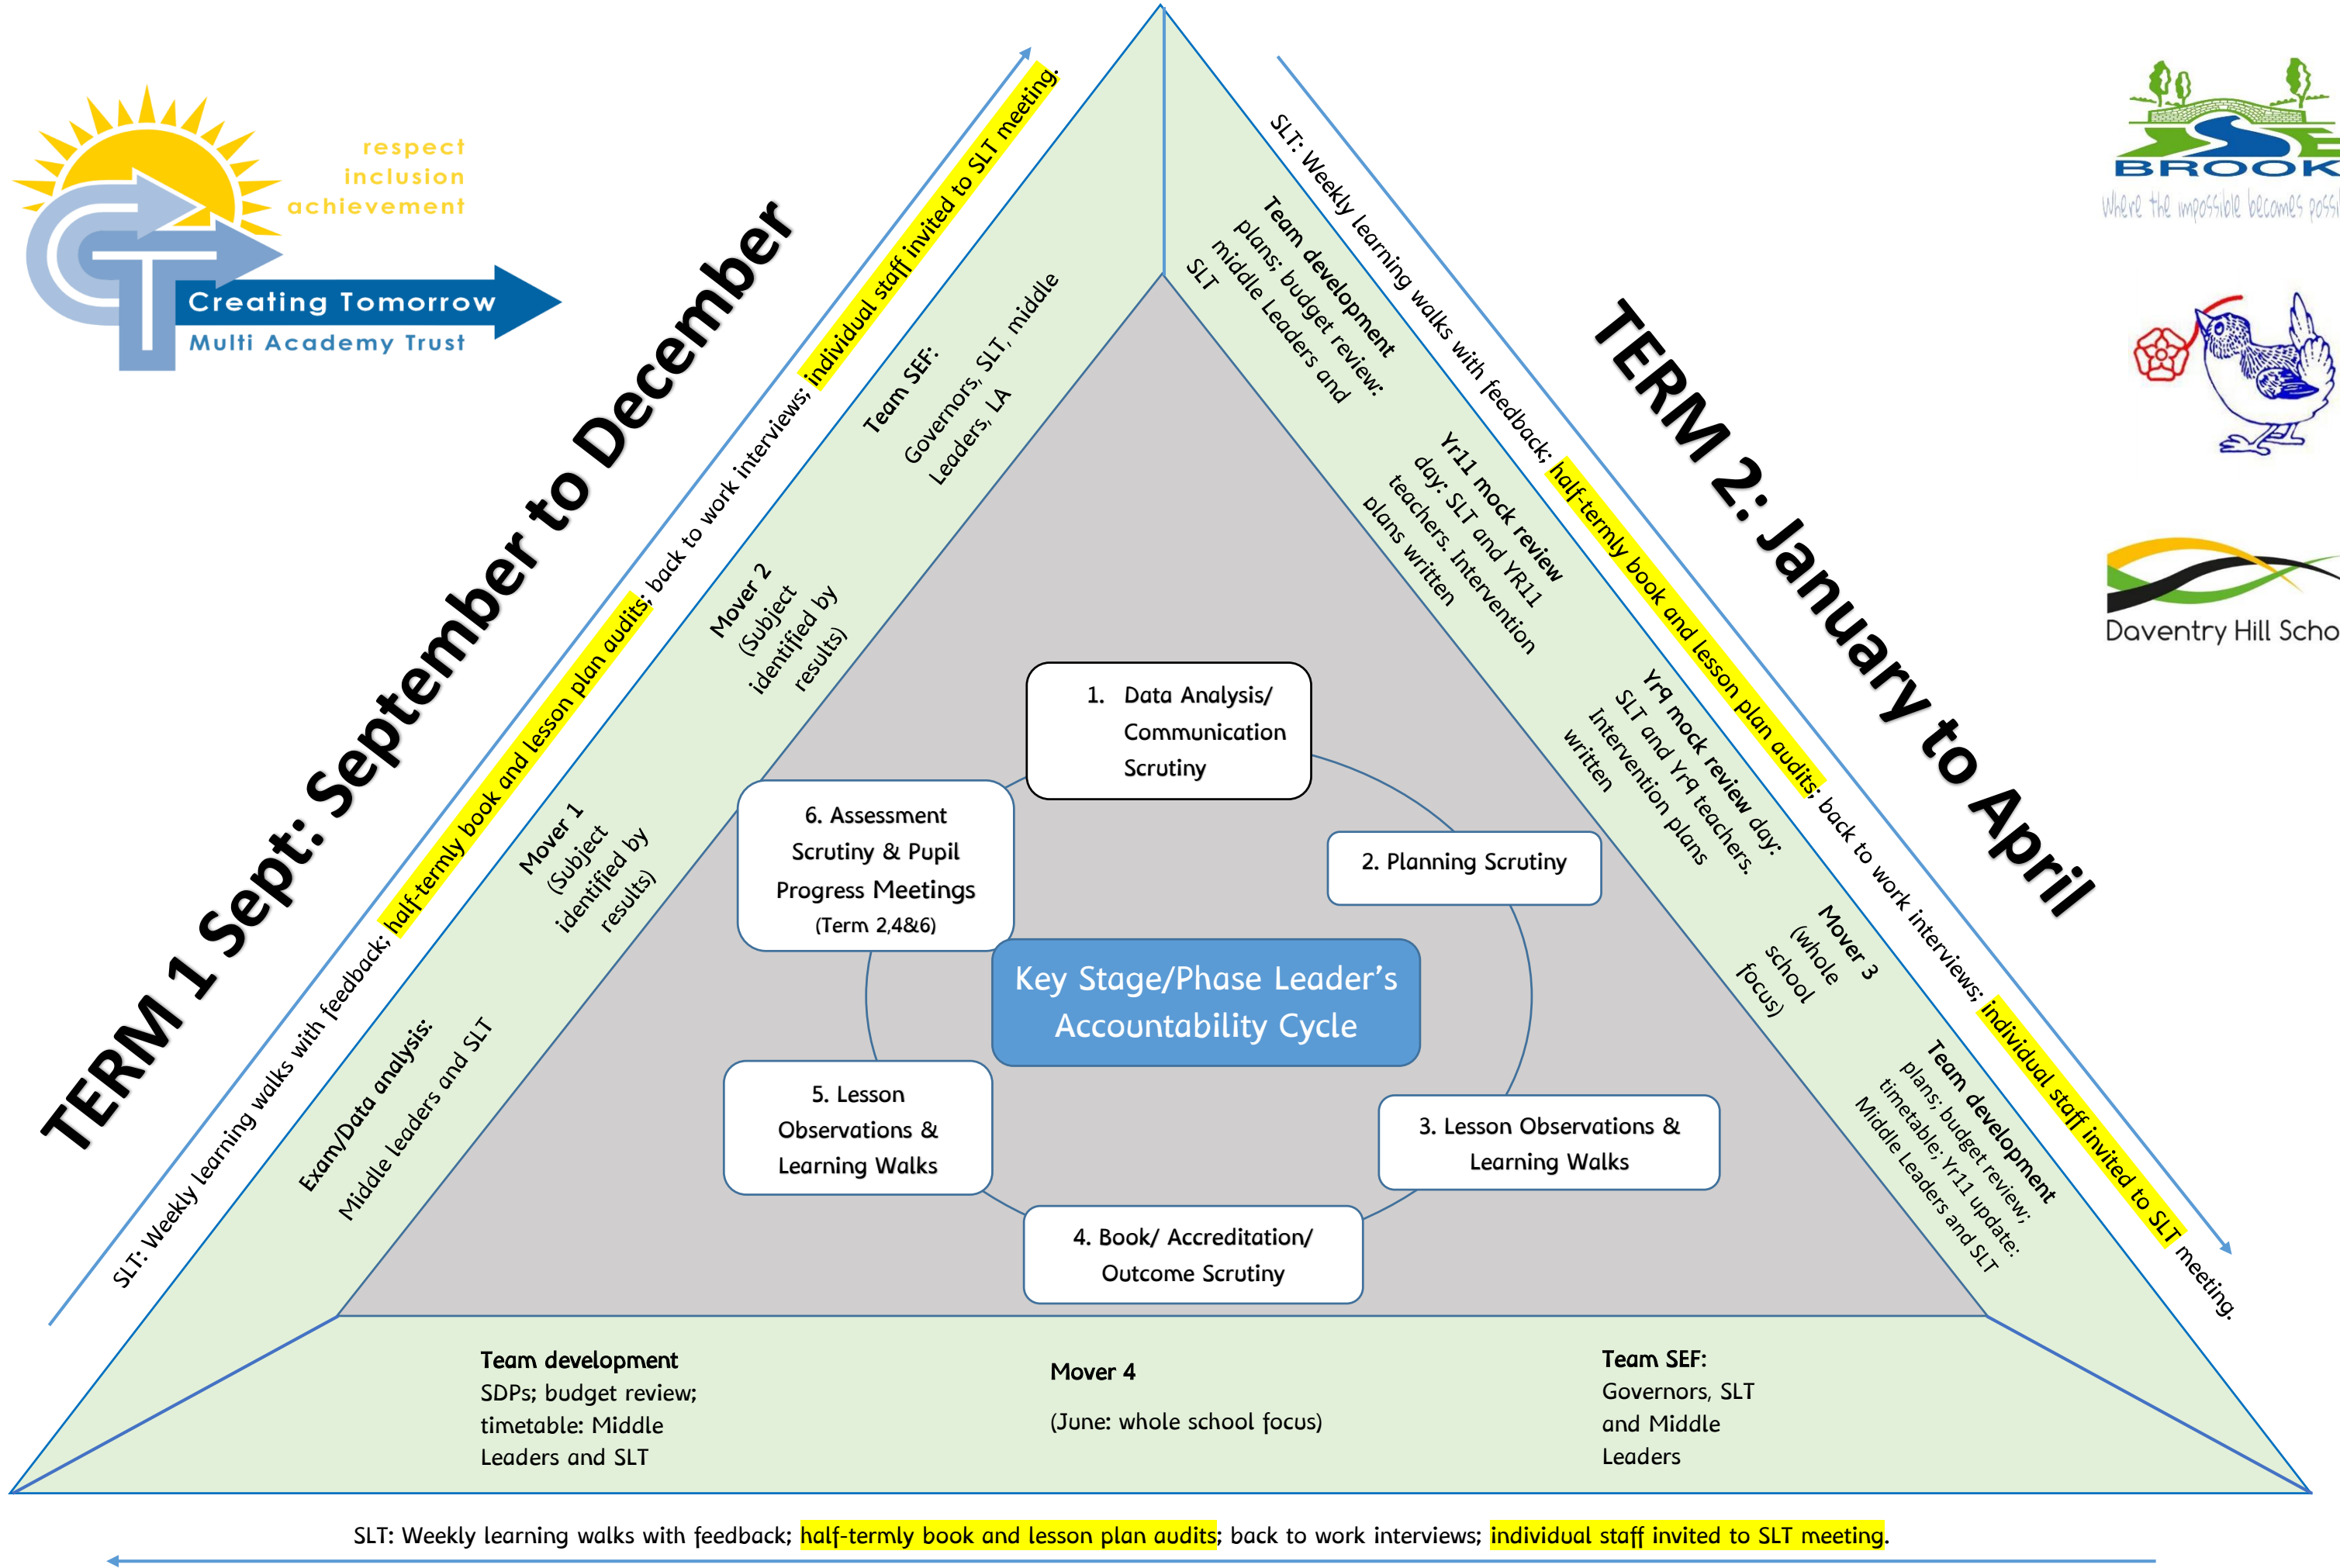 respect
inclusion
achievement
Creating Tomorrow
Multi Academy Trust
TERM 1 Sept: September to December
SLT: Weekly learning walks with feedback; half-termly book and lesson plan audits; back to work interviews; individual staff invited to SLT meeting.
Exam/Data analysis:
Middle leaders and SLT
Mover 1
(Subject
identified by
results)
Mover 2
(Subject
identified by
results)
Team SEF:
Governors, SLT, middle
Leaders, LA
BROOK
Where the impossible becomes
Daventry Hill
TERM 2: January to April
SLT: Weekly learning walks with feedback; half-termly book and lesson plan audits; back to work interviews; individual staff invited to SLT meeting.
Team development
plans; budget review:
middle Leaders and
SLT
Yr11 mock review
day: SLT and YR11
teachers. Intervention
plans written
Yr9 mock review day:
SLT and Yr9 teachers.
Intervention plans
written
Mover 3
(whole
school
focus)
Team development
plans; budget review;
timetable; Yr11 update:
Middle Leaders and SLT
1. Data Analysis/
Communication
Scrutiny
2. Planning Scrutiny
3. Lesson Observations &
Learning Walks
4. Book/ Accreditation/
Outcome Scrutiny
5. Lesson
Observations &
Learning Walks
6. Assessment
Scrutiny & Pupil
Progress Meetings
(Term 2,4&6)
Key Stage/Phase Leader's
Accountability Cycle
Team development
SDPs; budget review;
timetable: Middle
Leaders and SLT
Mover 4
(June: whole school focus)
Team SEF:
Governors, SLT
and Middle
Leaders
SLT: Weekly learning walks with feedback; half-termly book and lesson plan audits; back to work interviews; individual staff invited to SLT meeting.